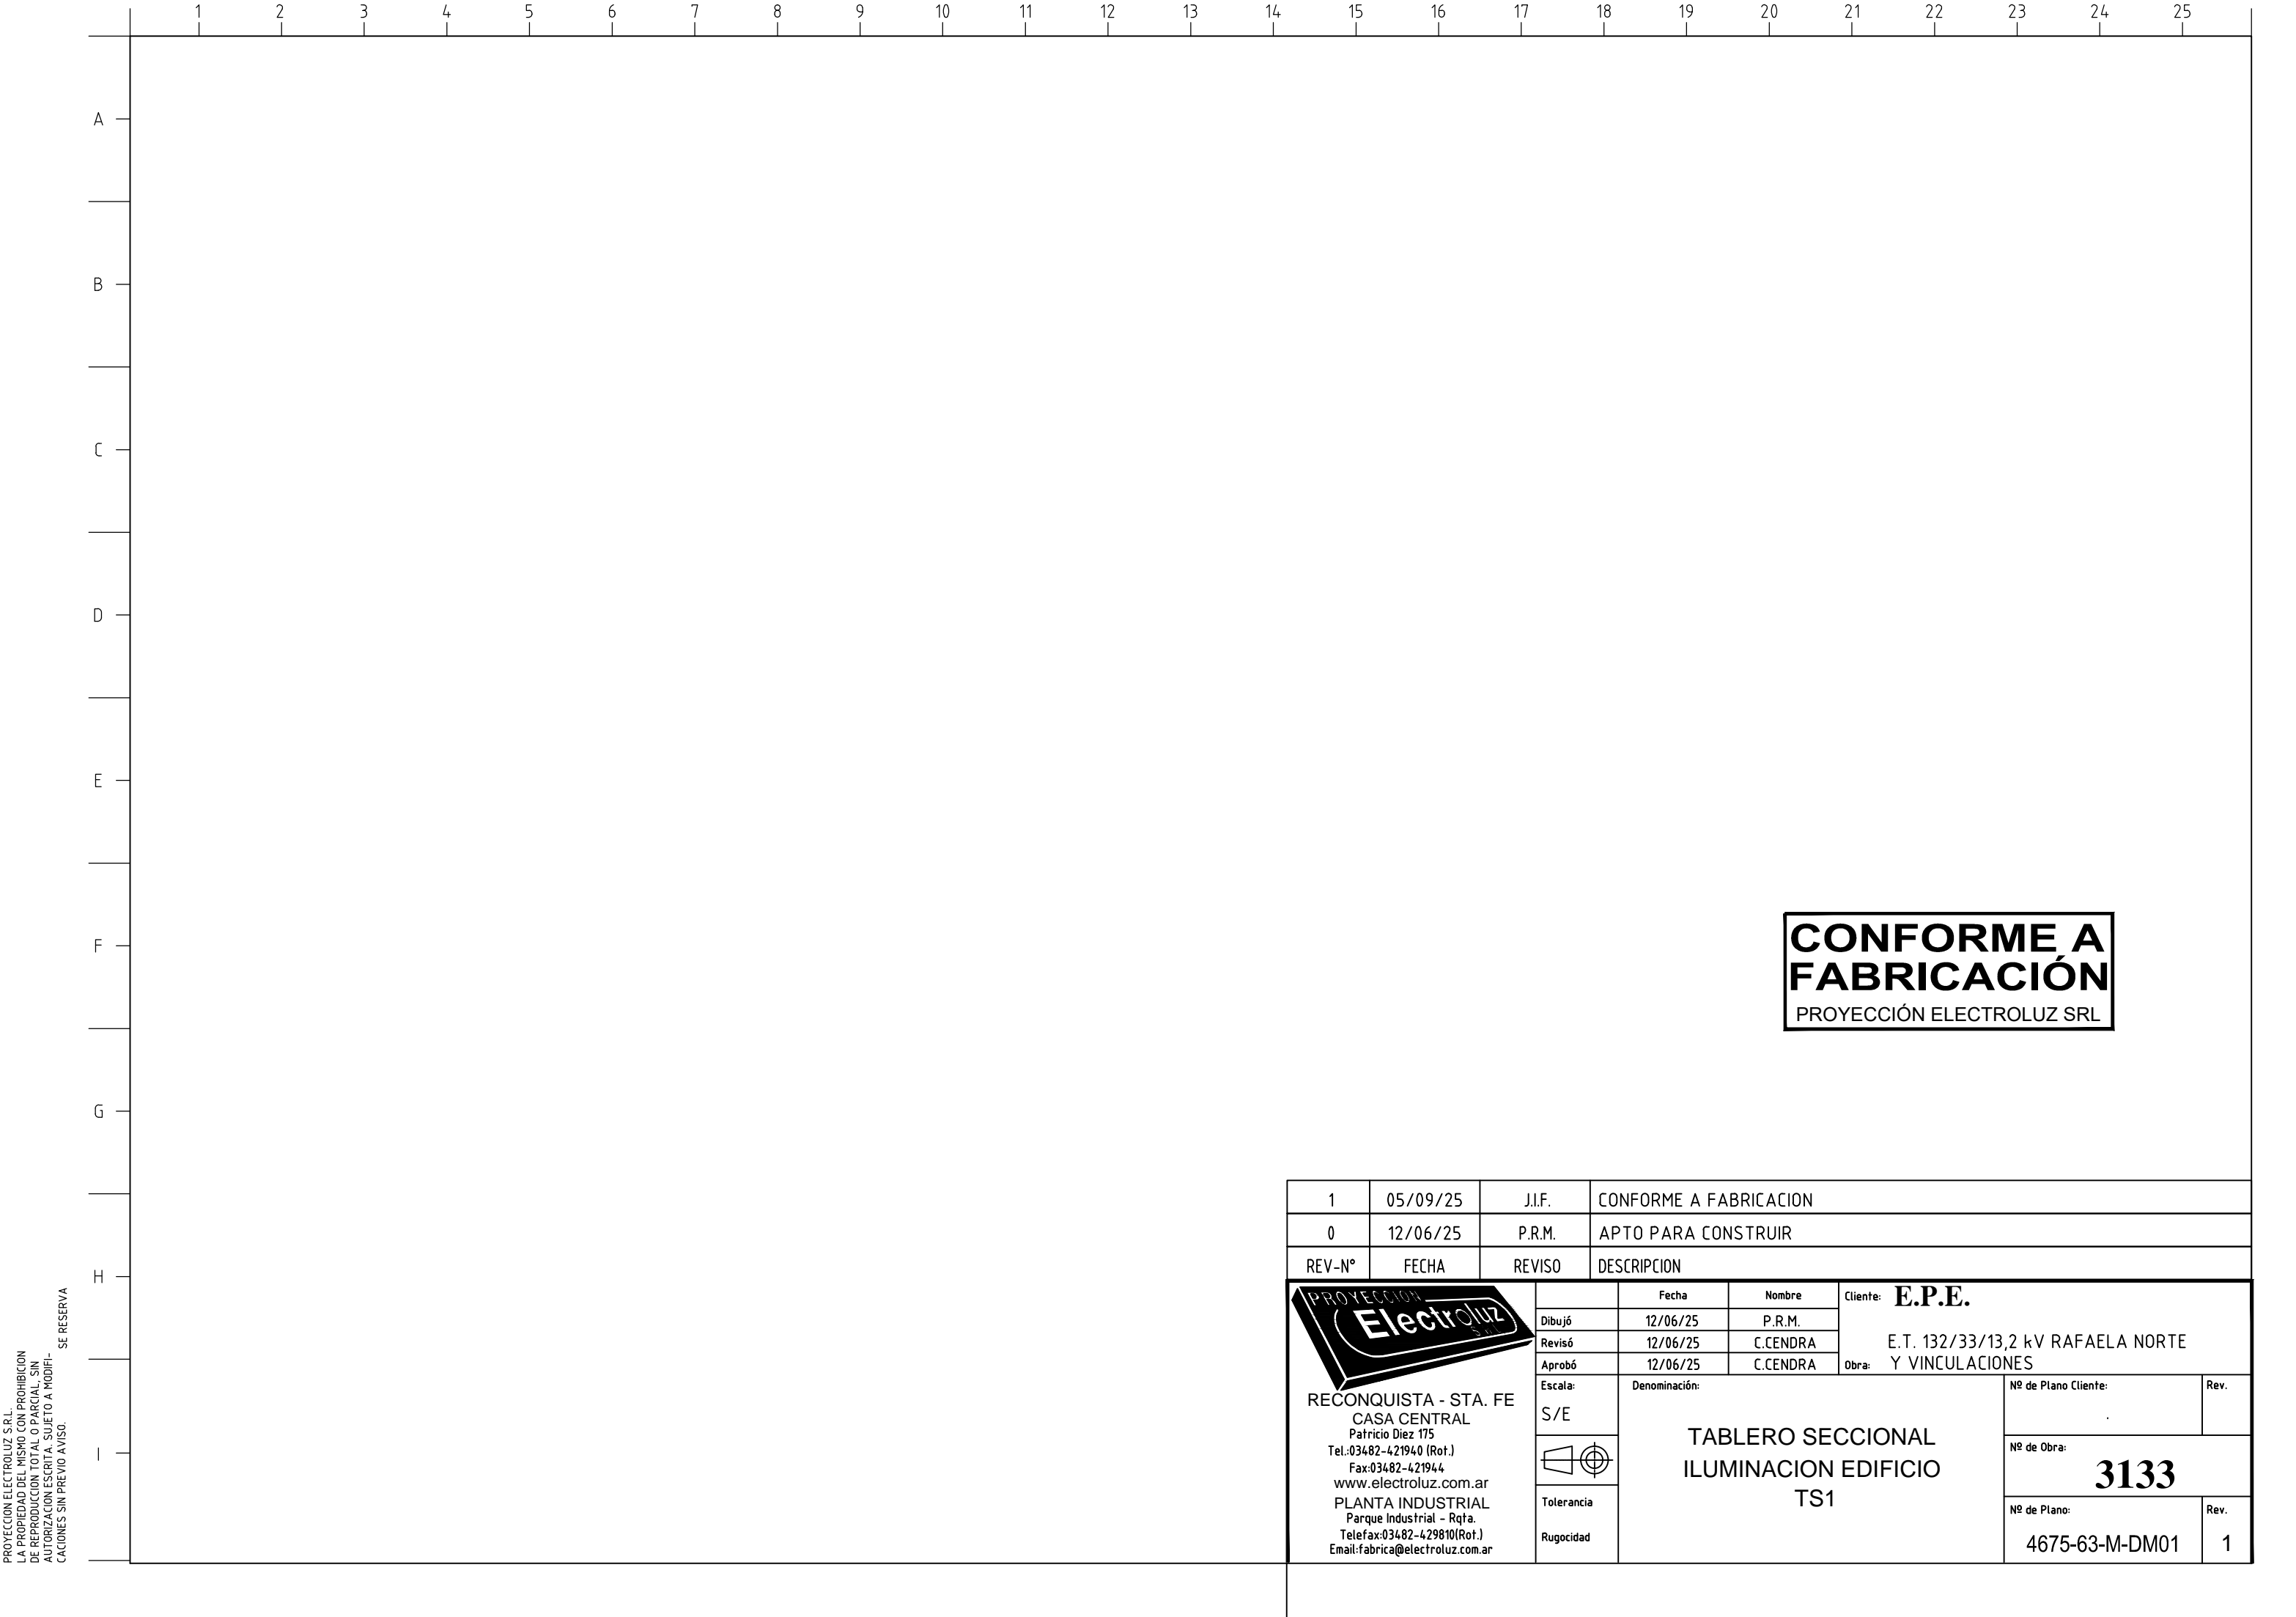 1 2 3 4 5 6 7 8 9 10 11 12 13 14 15 16 17 18 19 20 21 22 23 24 25
A
B
C
D
E
F
G
H
I
CONFORME A
FABRICACIÓN
PROYECCIÓN ELECTROLUZ SRL
1 05/09/25 J.I.F. CONFORME A FABRICACION
0 12/06/25 P.R.M. APTO PARA CONSTRUIR
REV-N° FECHA REVISO DESCRIPCION
PROYECCION
Electroluz
S.R.L.
RECONQUISTA - STA. FE
CASA CENTRAL
Patricio Diez 175
Tel.:03482-421940 (Rot.)
Fax:03482-421944
www.electroluz.com.ar
PLANTA INDUSTRIAL
Parque Industrial - Rqta.
Telefax:03482-429810(Rot.)
Email:fabrica@electroluz.com.ar
Fecha Nombre
Dibujó 12/06/25 P.R.M.
Revisó 12/06/25 C.CENDRA
Aprobó 12/06/25 C.CENDRA
Cliente: E.P.E.
E.T. 132/33/13,2 kV RAFAELA NORTE
Obra: Y VINCULACIONES
Escala:
S/E
Tolerancia
Rugocidad
Denominación:
TABLERO SECCIONAL
ILUMINACION EDIFICIO
TS1
Nº de Plano Cliente: Rev.
.
Nº de Obra:
3133
Nº de Plano: Rev.
4675-63-M-DM01 1
PROYECCION ELECTROLUZ S.R.L.
LA PROPIEDAD DEL MISMO CON PROHIBICION
DE REPRODUCCION TOTAL O PARCIAL, SIN
AUTORIZACION ESCRITA. SUJETO A MODIFI-
CACIONES SIN PREVIO AVISO. SE RESERVA